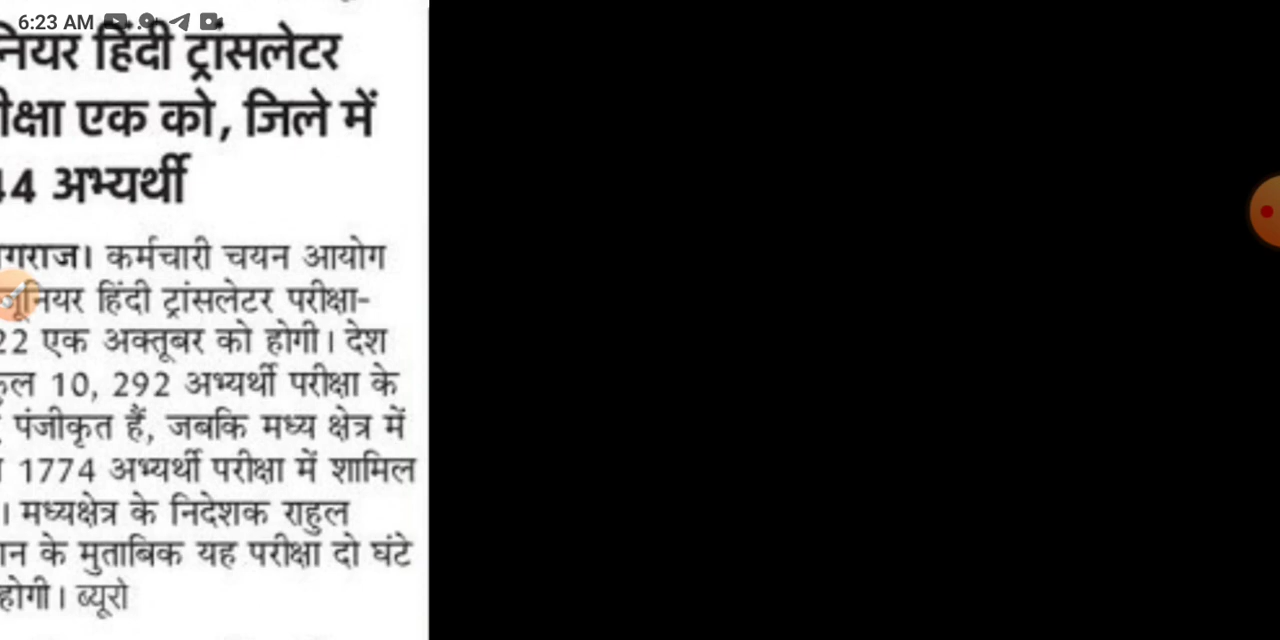 6:23 AM
नियर हिंदी ट्रांसलेटर
ीक्षा एक को, जिले में
44 अभ्यर्थी
गराज। कर्मचारी चयन आयोग
जूनियर हिंदी ट्रांसलेटर परीक्षा-
22 एक अक्तूबर को होगी। देश
कुल 10, 292 अभ्यर्थी परीक्षा के
पंजीकृत हैं, जबकि मध्य क्षेत्र में
1774 अभ्यर्थी परीक्षा में शामिल
। मध्यक्षेत्र के निदेशक राहुल
ान के मुताबिक यह परीक्षा दो घंटे
होगी। ब्यूरो